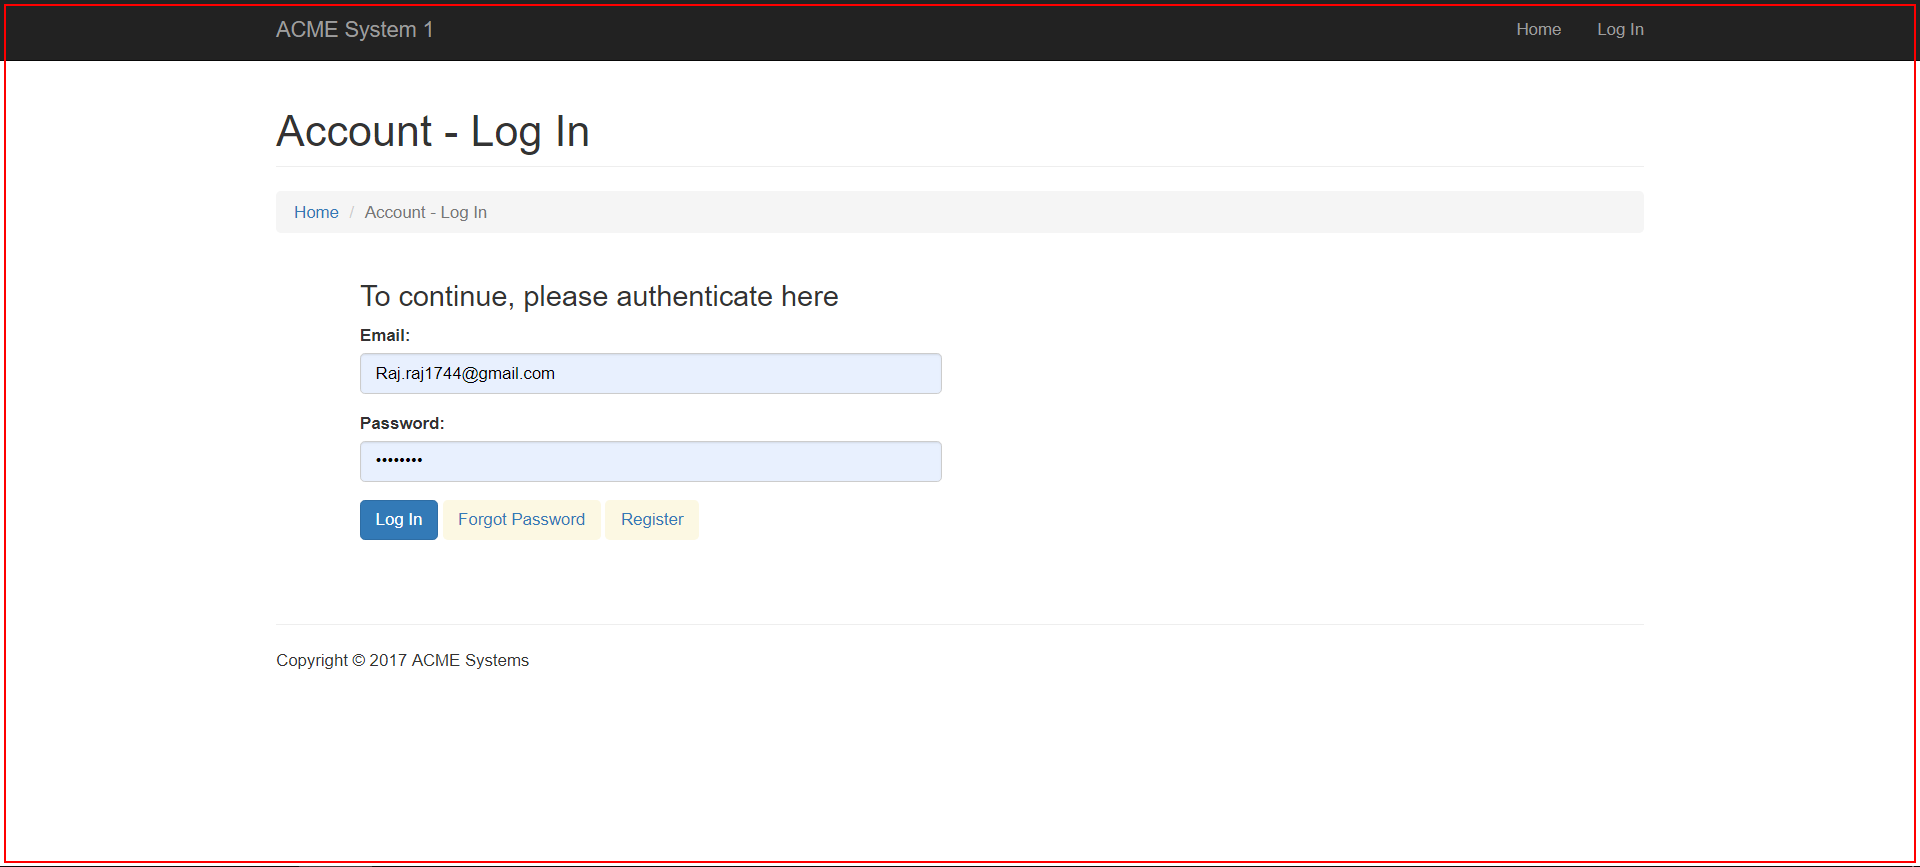 ACME System 1 Home Log In
Account - Log In
Home / Account - Log In
To continue, please authenticate here
Email:
Raj.raj1744@gmail.com
Password:
••••••••
Log In Forgot Password Register
Copyright © 2017 ACME Systems